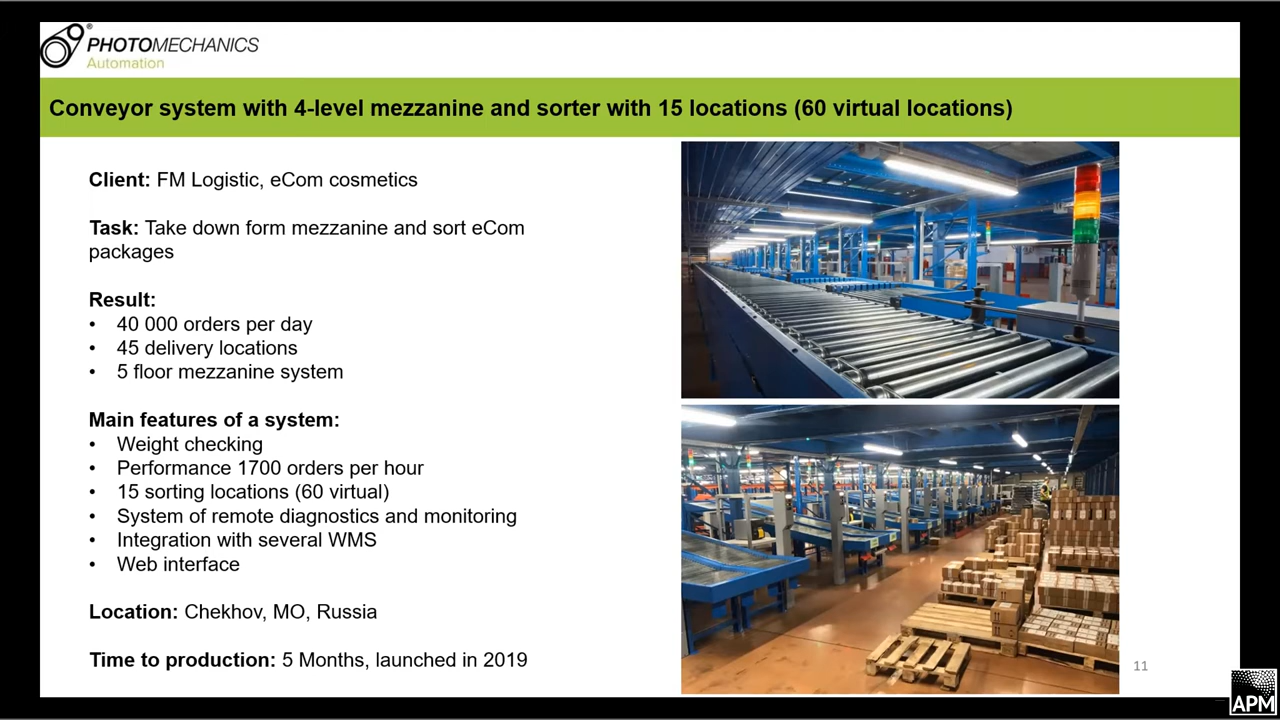 PHOTOMECHANICS®
Automation
Conveyor system with 4-level mezzanine and sorter with 15 locations (60 virtual locations)
Client: FM Logistic, eCom cosmetics
Task: Take down form mezzanine and sort eCom
packages
Result:
• 40 000 orders per day
• 45 delivery locations
• 5 floor mezzanine system
Main features of a system:
• Weight checking
• Performance 1700 orders per hour
• 15 sorting locations (60 virtual)
• System of remote diagnostics and monitoring
• Integration with several WMS
• Web interface
Location: Chekhov, MO, Russia
Time to production: 5 Months, launched in 2019
11
APM